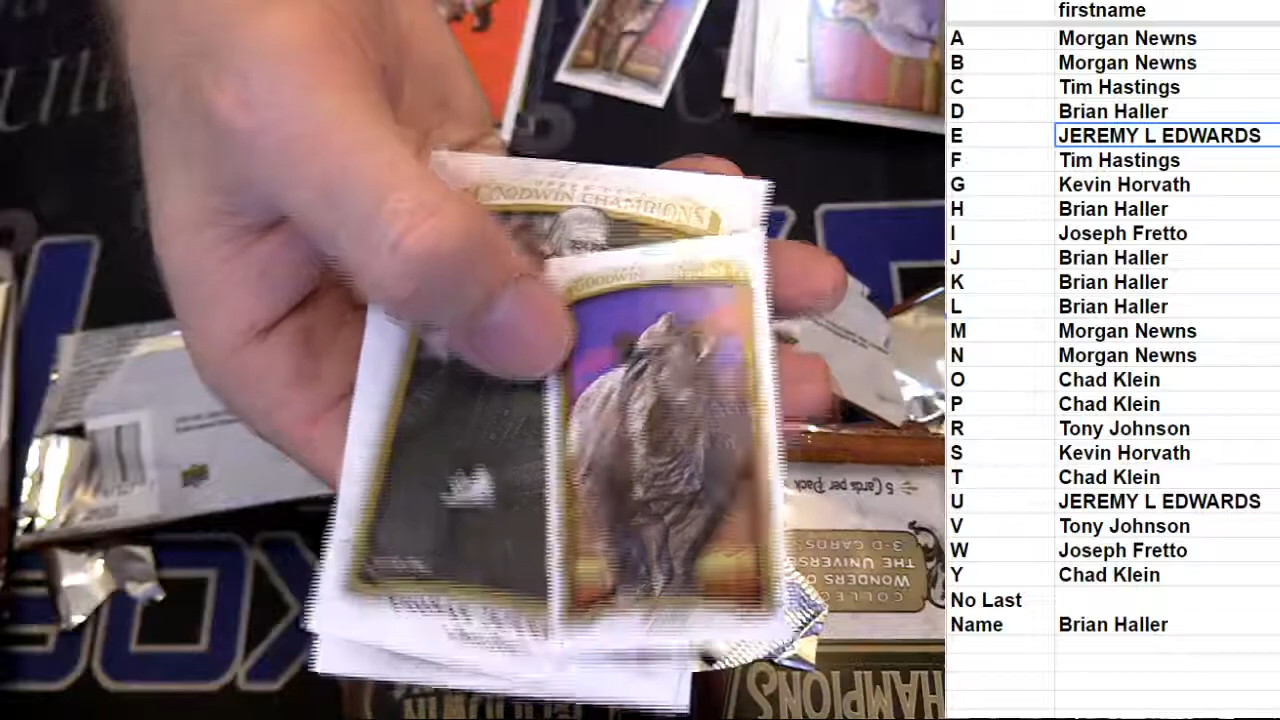 firstname
A Morgan Newns
B Morgan Newns
C Tim Hastings
D Brian Haller
E JEREMY L EDWARDS
F Tim Hastings
G Kevin Horvath
H Brian Haller
I Joseph Fretto
J Brian Haller
K Brian Haller
L Brian Haller
M Morgan Newns
N Morgan Newns
O Chad Klein
P Chad Klein
R Tony Johnson
S Kevin Horvath
T Chad Klein
U JEREMY L EDWARDS
V Tony Johnson
W Joseph Fretto
Y Chad Klein
No Last
Name Brian Haller
GOODWIN CHAMPIONS
GOODWIN
5 Cards per Pack
3-D CARDS
THE UNIVERSE
WONDERS OF
CHAMPIONS
GOODWIN